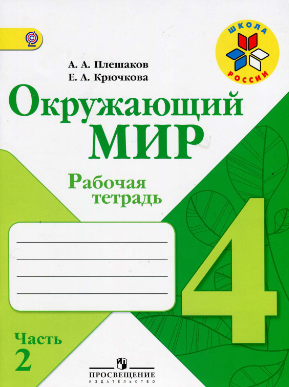 А. А. Плешаков
Е. А. Крючкова
ШКОЛА
РОССИИ
Окружающий
МИР
Рабочая
тетрадь
4
Часть
2
ПРОСВЕЩЕНИЕ
ИЗДАТЕЛЬСТВО